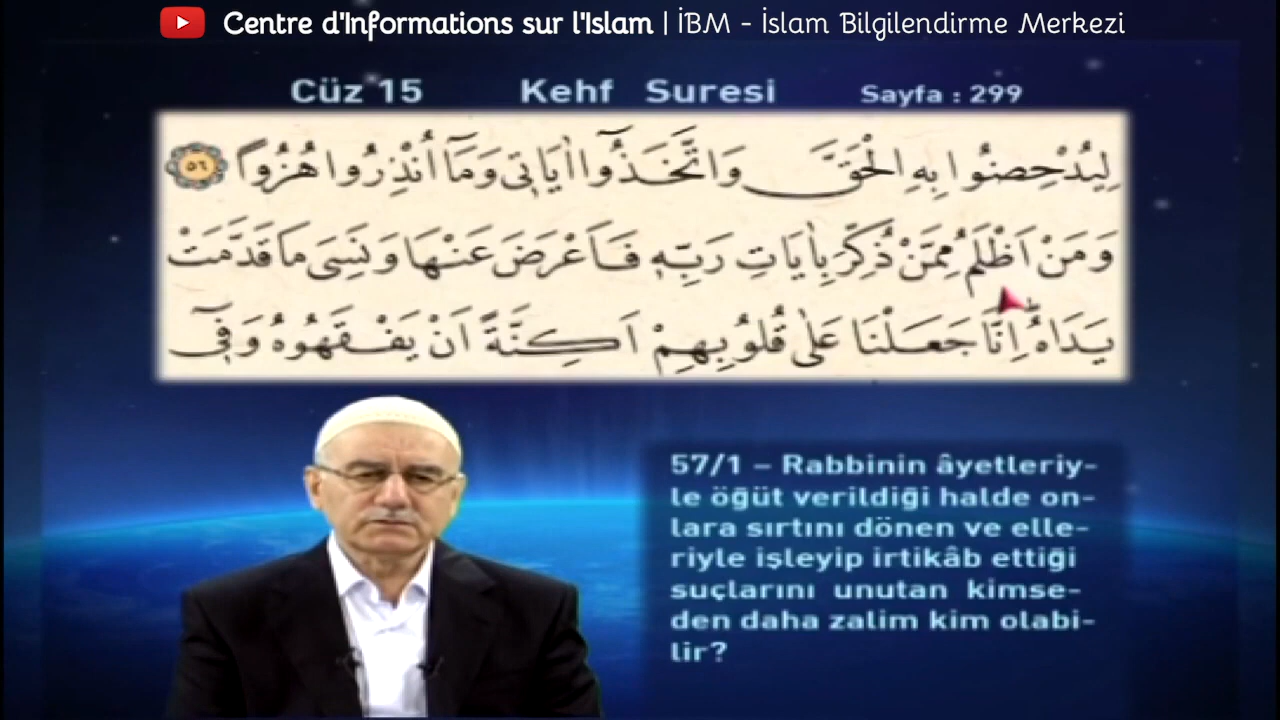 Centre d'Informations sur l'Islam | İBM - İslam Bilgilendirme Merkezi
Cüz 15 Kehf Suresi Sayfa : 299
لِيُدْحِضُوا بِهِ الْحَقَّ وَاتَّخَذُٓوا اٰيَات۪ي وَمَٓا اُنْذِرُوا هُزُوًا ﴿٥٦﴾
وَمَنْ اَظْلَمُ مِمَّنْ ذُكِّرَ بِاٰيَاتِ رَبِّه۪ فَاَعْرَضَ عَنْهَا وَنَسِيَ مَا قَدَّمَتْ
يَدَاهُۜ اِنَّا جَعَلْنَا عَلٰى قُلُوبِهِمْ اَكِنَّةً اَنْ يَفْقَهُوهُ وَف۪ٓي
57/1 – Rabbinin âyetleriy-
le öğüt verildiği halde on-
lara sırtını dönen ve elle-
riyle işleyip irtikâb ettiği
suçlarını unutan kimse-
den daha zalim kim olabi-
lir?